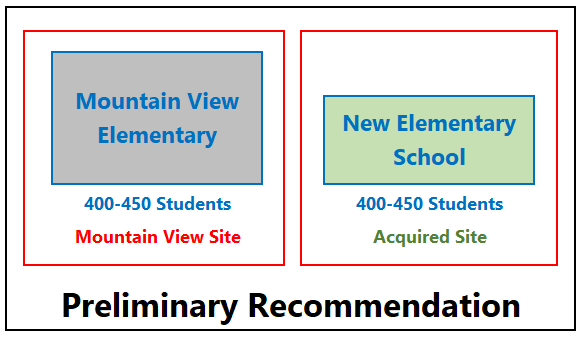 Mountain View
Elementary
400-450 Students
Mountain View Site
New Elementary
School
400-450 Students
Acquired Site
Preliminary Recommendation